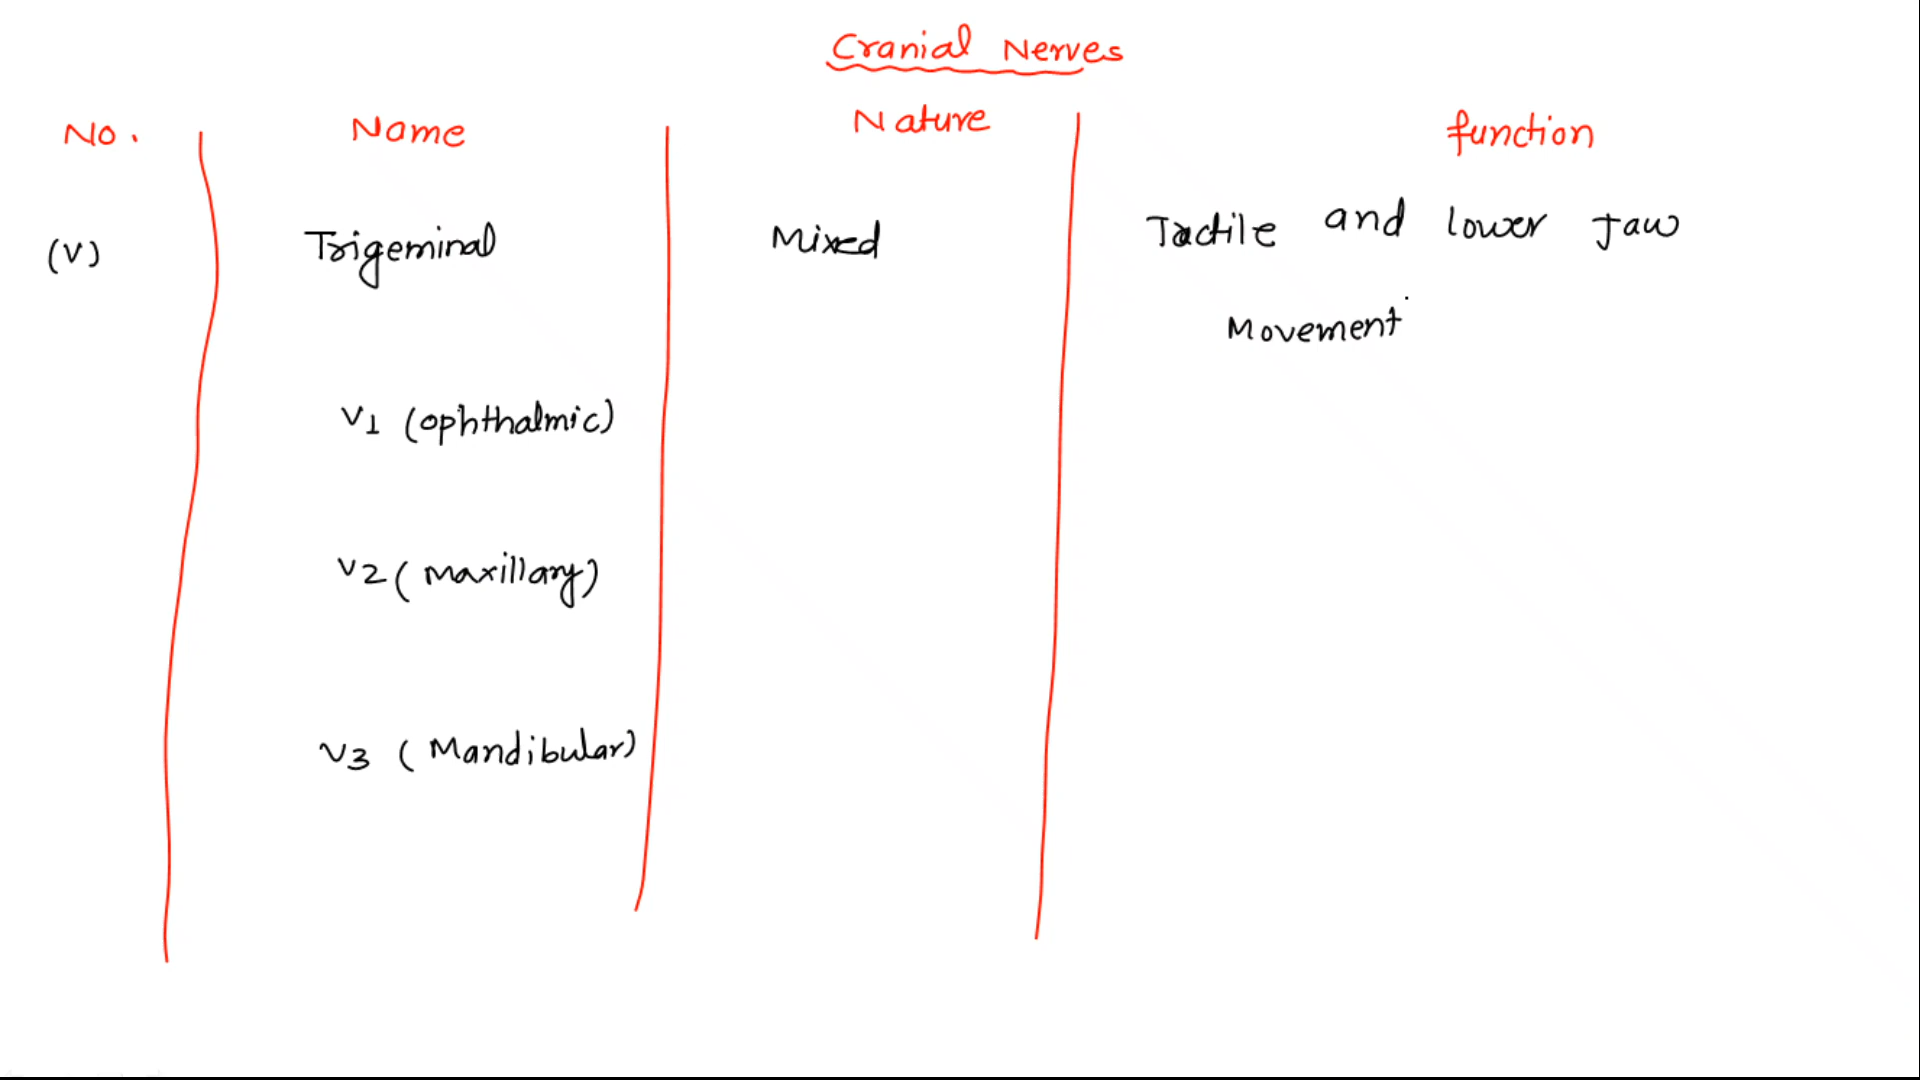 Cranial Nerves
No. Name Nature function
(V) Trigeminal Mixed Tactile and lower Jaw
Movement
V1 (ophthalmic)
V2 (Maxillary)
V3 (Mandibular)